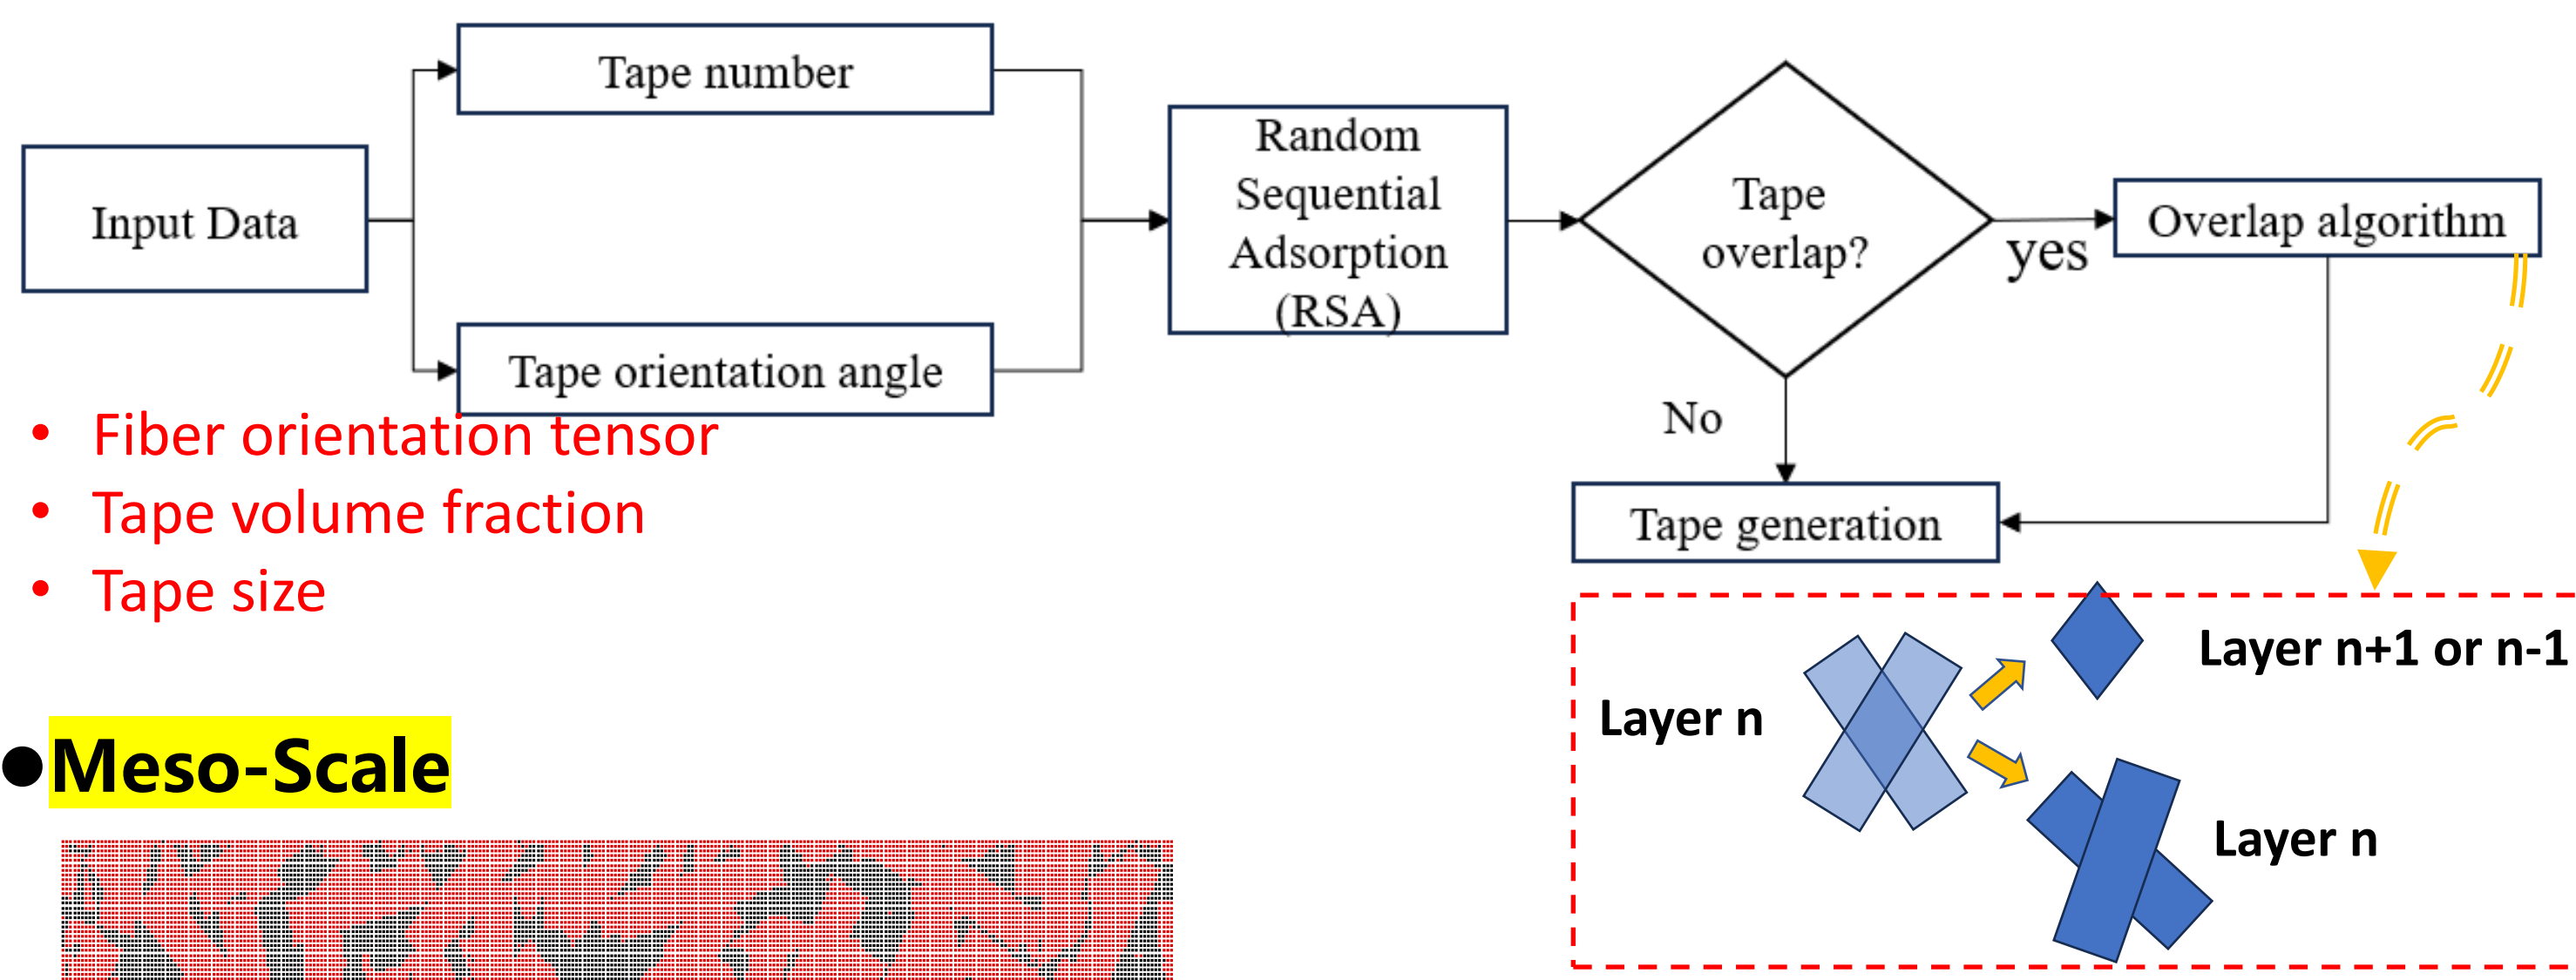 Input Data
Tape number
Tape orientation angle
Random
Sequential
Adsorption
(RSA)
Tape
overlap?
yes
Overlap algorithm
No
Tape generation
• Fiber orientation tensor
• Tape volume fraction
• Tape size
Layer n
Layer n+1 or n-1
Layer n
●Meso-Scale